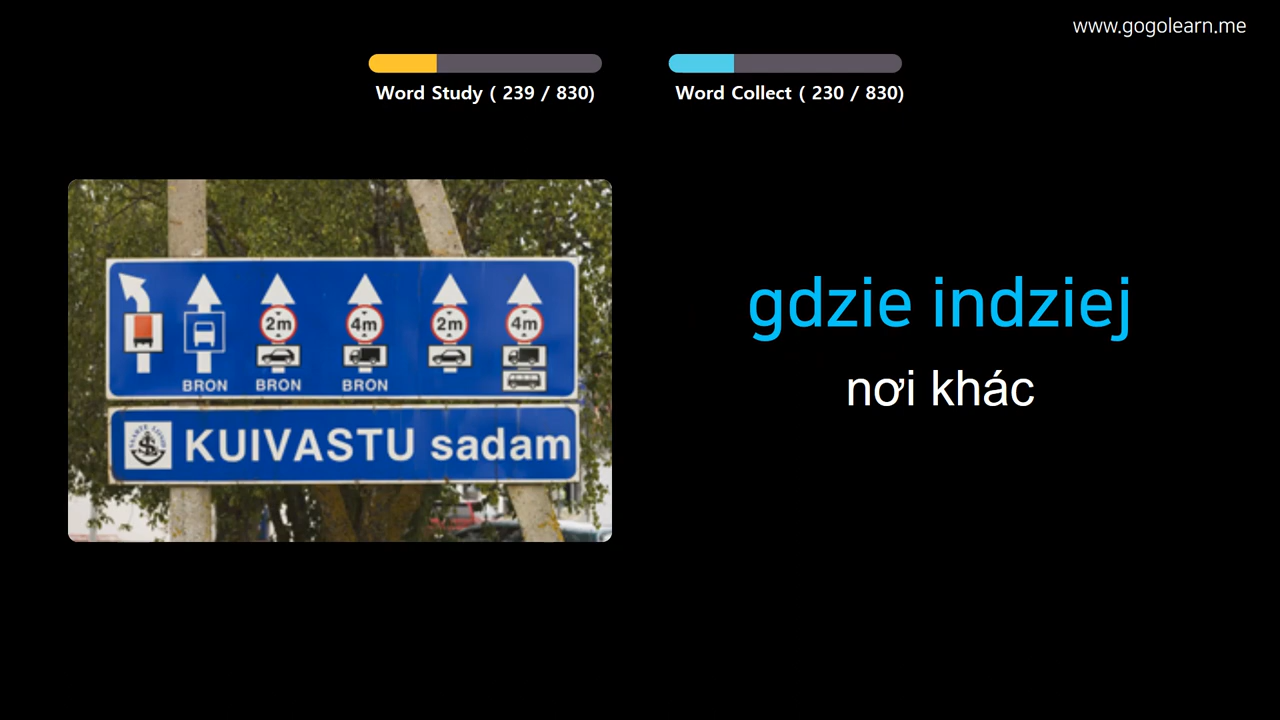 www.gogolearn.me
Word Study ( 239 / 830)
Word Collect ( 230 / 830)
2m
4m
2m
4m
BRON
BRON
BRON
KUIVASTU sadam
gdzie indziej
nơi khác